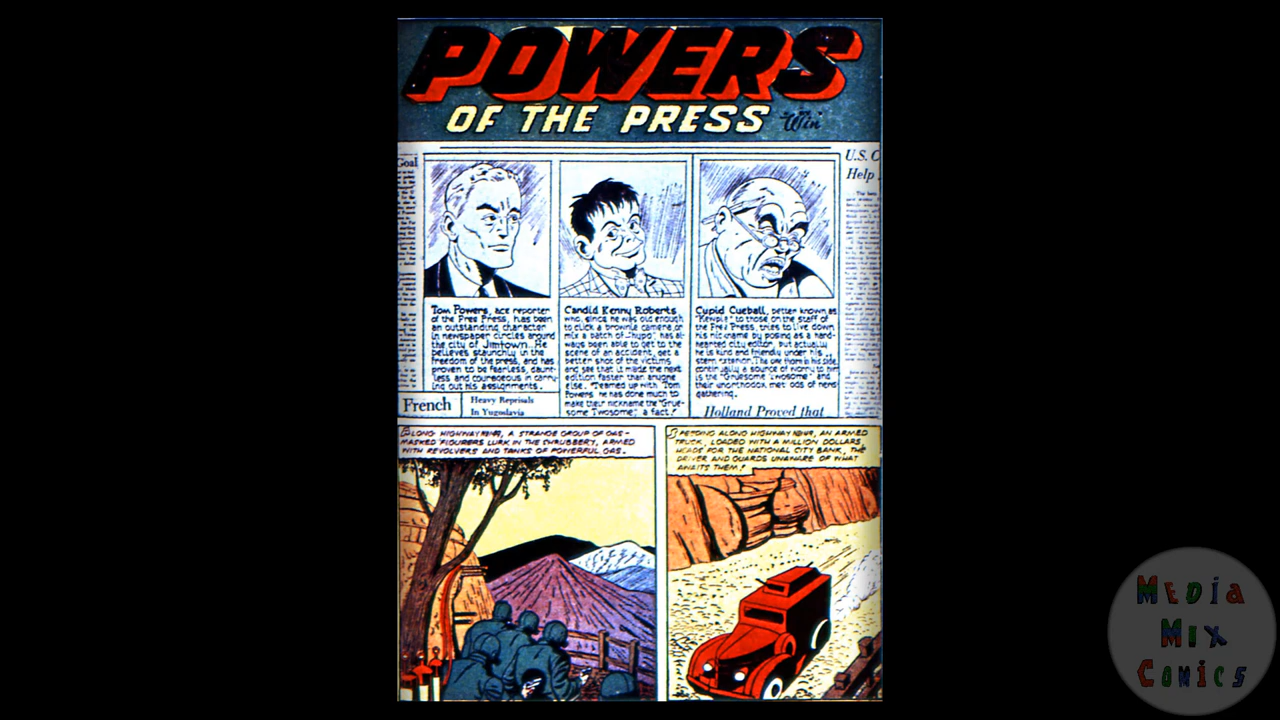 POWERS
OF THE PRESS
Win
Goal
U.S. C
Help
Tom Powers, ace reporter
of the Free Press, has been
an outstanding character
in newspaper circles around
the city of Jimtown. He
believes staunchly in the
freedom of the press, and has
proven to be fearless, daunt-
less and courageous in carry-
ing out his assignments.
Candid Kenny Roberts
who, since he was old enough
to click a brownie camera, or
mix a batch of "hypo", has al-
ways been able to get to the
scene of an accident, get a
better shot of the victims
and see that it made the next
edition faster than anyone
else. Teamed up with Tom
Powers he has done much to
make their nickname the "Grue-
some Twosome", a fact!
Cupid Cueball, better known as
"Kewpie" to those on the staff of
the Free Press, tries to live down
his nickname by posing as a hard-
hearted city editor, but actually
he is kind and friendly under his
stern exterior. The one thorn in his side,
continually a source of worry to him
is the "Gruesome Twosome" and
their unorthodox methods of news
gathering.
French
Heavy Reprisals
In Yugoslavia
Holland Proved that
ALONG HIGHWAY, A STRANGE GROUP OF GAS-
MASKED FIGURERS LURK IN THE SHRUBBERY, ARMED
WITH REVOLVERS AND TANKS OF POWERFUL GAS.
SPEEDING ALONG HIGHWAY, AN ARMED
TRUCK, LOADED WITH A MILLION DOLLARS,
HEADS FOR THE NATIONAL CITY BANK, THE
DRIVER AND GUARDS UNAWARE OF WHAT
AWAITS THEM!
MEDIA
MIX
COMICS